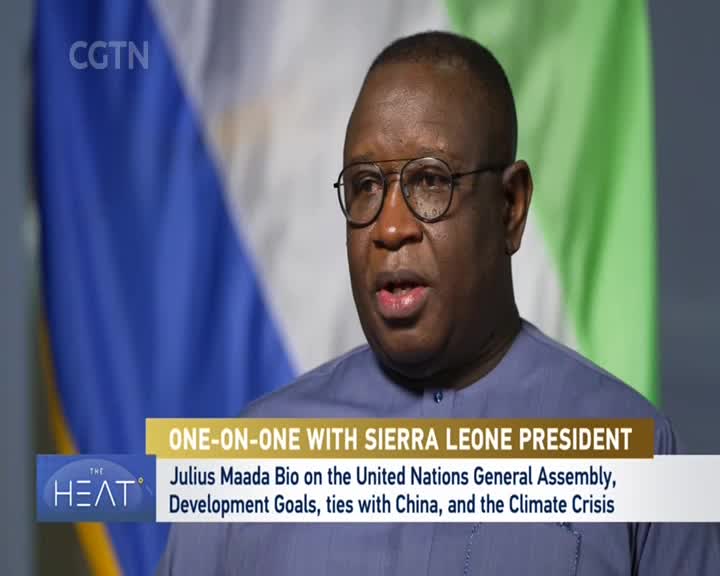 CGTN
ONE-ON-ONE WITH SIERRA LEONE PRESIDENT
THE
HEAT
Julius Maada Bio on the United Nations General Assembly,
Development Goals, ties with China, and the Climate Crisis